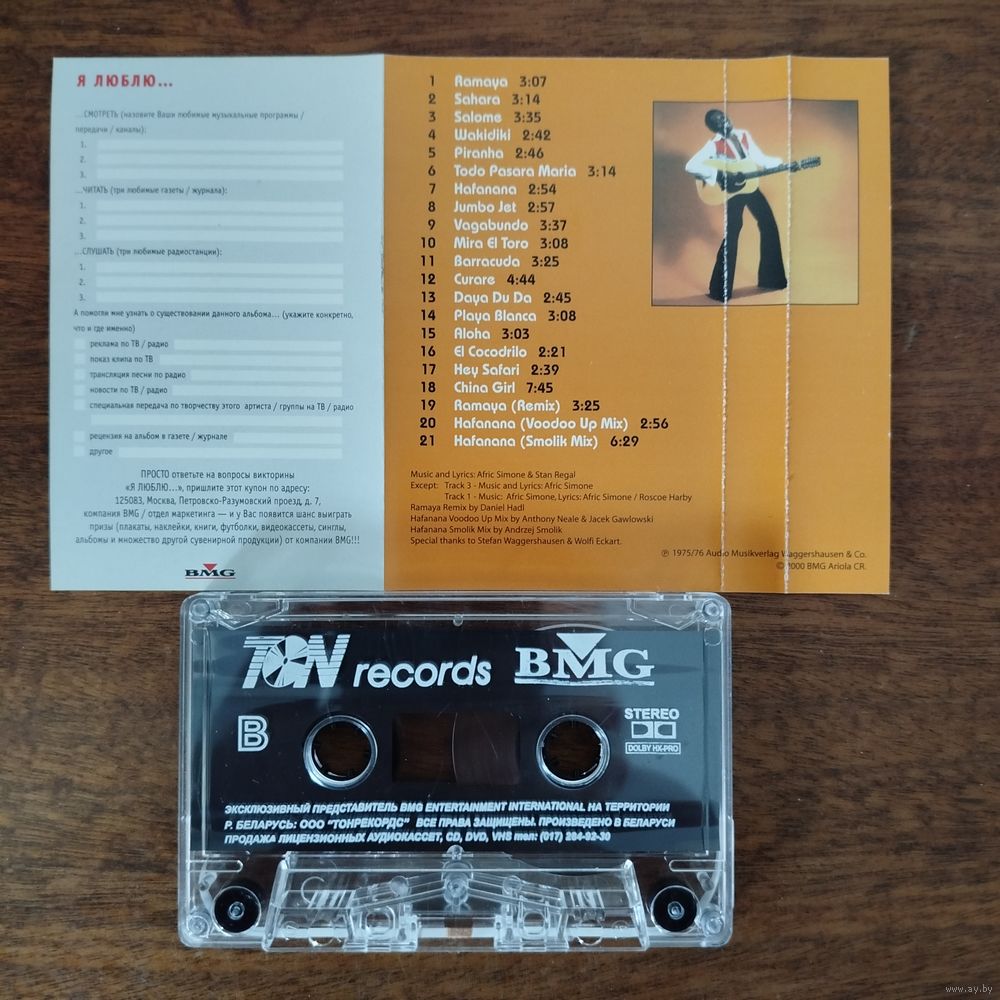 Я ЛЮБЛЮ...
...СМОТРЕТЬ (назовите Ваши любимые музыкальные программы /
передачи / каналы):
1.
2.
3.
...ЧИТАТЬ (три любимые газеты / журнала):
1.
2.
3.
...СЛУШАТЬ (три любимые радиостанции):
1.
2.
3.
А помогли мне узнать о существовании данного альбома... (укажите конкретно,
что и где именно)
реклама по ТВ / радио
показ клипа по ТВ
трансляция песни по радио
новости по ТВ / радио
специальная передача по творчеству этого артиста / группы на ТВ / радио
рецензия на альбом в газете / журнале
другое
ПРОСТО ответьте на вопросы викторины
«Я ЛЮБЛЮ...», пришлите этот купон по адресу:
125083, Москва, Петровско-Разумовский проезд, д. 7,
компания BMG / отдел маркетинга — и у Вас появится шанс выиграть
призы (плакаты, наклейки, книги, футболки, видеокассеты, синглы,
альбомы и множество другой сувенирной продукции) от компании BMG!!!
BMG
1 Ramaya 3:07
2 Sahara 3:14
3 Salome 3:35
4 Wakidiki 2:42
5 Piranha 2:46
6 Todo Pasara Maria 3:14
7 Hafanana 2:54
8 Jumbo Jet 2:57
9 Vagabundo 3:37
10 Mira El Toro 3:08
11 Barracuda 3:25
12 Curare 4:44
13 Daya Du Da 2:45
14 Playa Blanca 3:08
15 Aloha 3:03
16 El Cocodrilo 2:21
17 Hey Safari 2:39
18 China Girl 7:45
19 Ramaya (Remix) 3:25
20 Hafanana (Voodoo Up Mix) 2:56
21 Hafanana (Smolik Mix) 6:29
Music and Lyrics: Afric Simone & Stan Regal
Except: Track 3 - Music and Lyrics: Afric Simone
Track 1 - Music: Afric Simone, Lyrics: Afric Simone / Roscoe Harby
Ramaya Remix by Daniel Hadl
Hafanana Voodoo Up Mix by Anthony Neale & Jacek Gawlowski
Hafanana Smolik Mix by Andrzej Smolik
Special thanks to Stefan Waggershausen & Wolfi Eckart.
℗ 1975/76 Audio Musikverlag Waggershausen & Co.
© 2000 BMG Ariola CR.
TON records BMG
B
STEREO
DOLBY HX-PRO
ЭКСКЛЮЗИВНЫЙ ПРЕДСТАВИТЕЛЬ BMG ENTERTAINMENT INTERNATIONAL НА ТЕРРИТОРИИ
Р. БЕЛАРУСЬ: ООО "ТОНРЕКОРДС" ВСЕ ПРАВА ЗАЩИЩЕНЫ. ПРОИЗВЕДЕНО В БЕЛАРУСИ
ПРОДАЖА ЛИЦЕНЗИОННЫХ АУДИОКАССЕТ, CD, DVD, VHS тел: (017) 284-92-30
www.ay.by